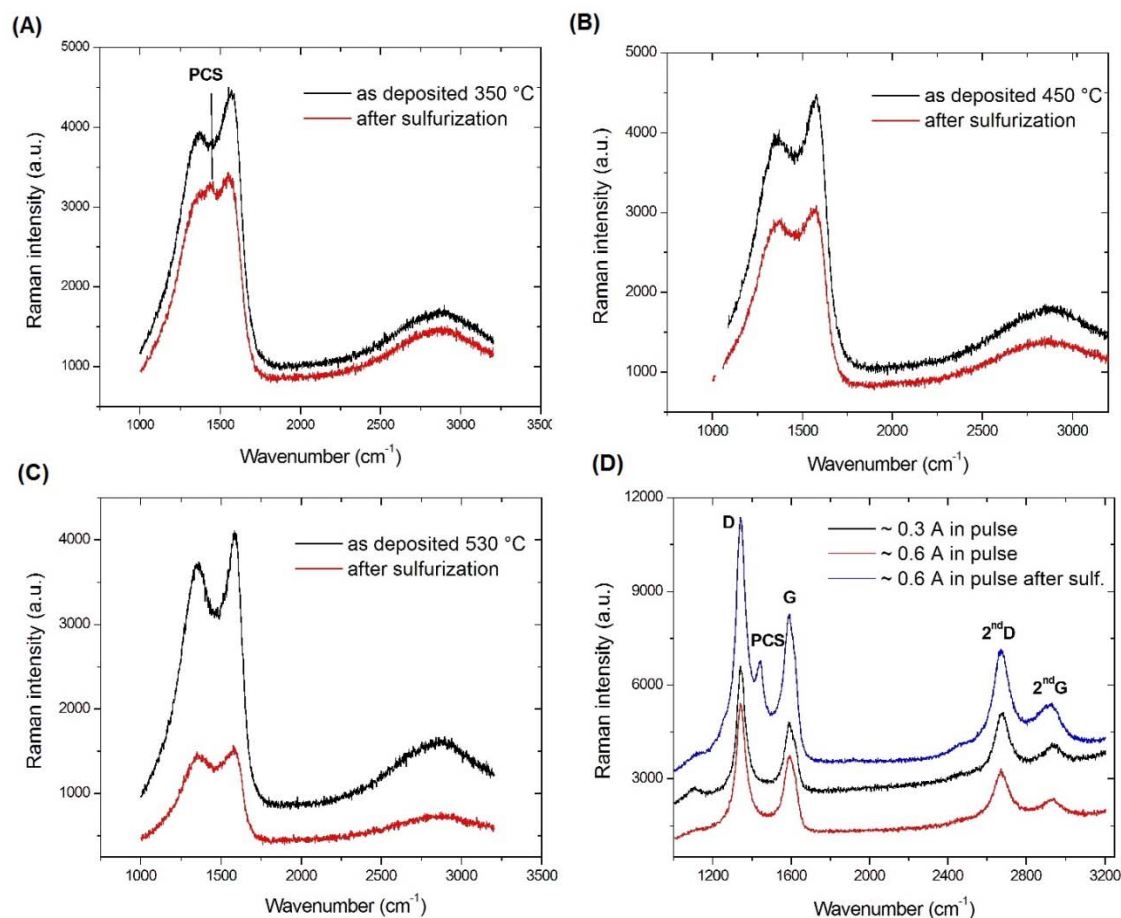 (A)
5000
4000
3000
2000
1000
Raman intensity (a.u.)
PCS
as deposited 350 °C
after sulfurization
1000 1500 2000 2500 3000 3500
Wavenumber (cm-1)
(B)
5000
4000
3000
2000
1000
Raman intensity (a.u.)
as deposited 450 °C
after sulfurization
1000 1500 2000 2500 3000
Wavenumber (cm-1)
(C)
4000
3000
2000
1000
Raman intensity (a.u.)
as deposited 530 °C
after sulfurization
1000 1500 2000 2500 3000 3500
Wavenumber (cm-1)
(D)
12000
9000
6000
3000
Raman intensity (a.u.)
D
~ 0.3 A in pulse
~ 0.6 A in pulse
~ 0.6 A in pulse after sulf.
G
PCS
2ndD
2ndG
1200 1600 2000 2400 2800 3200
Wavenumber (cm-1)